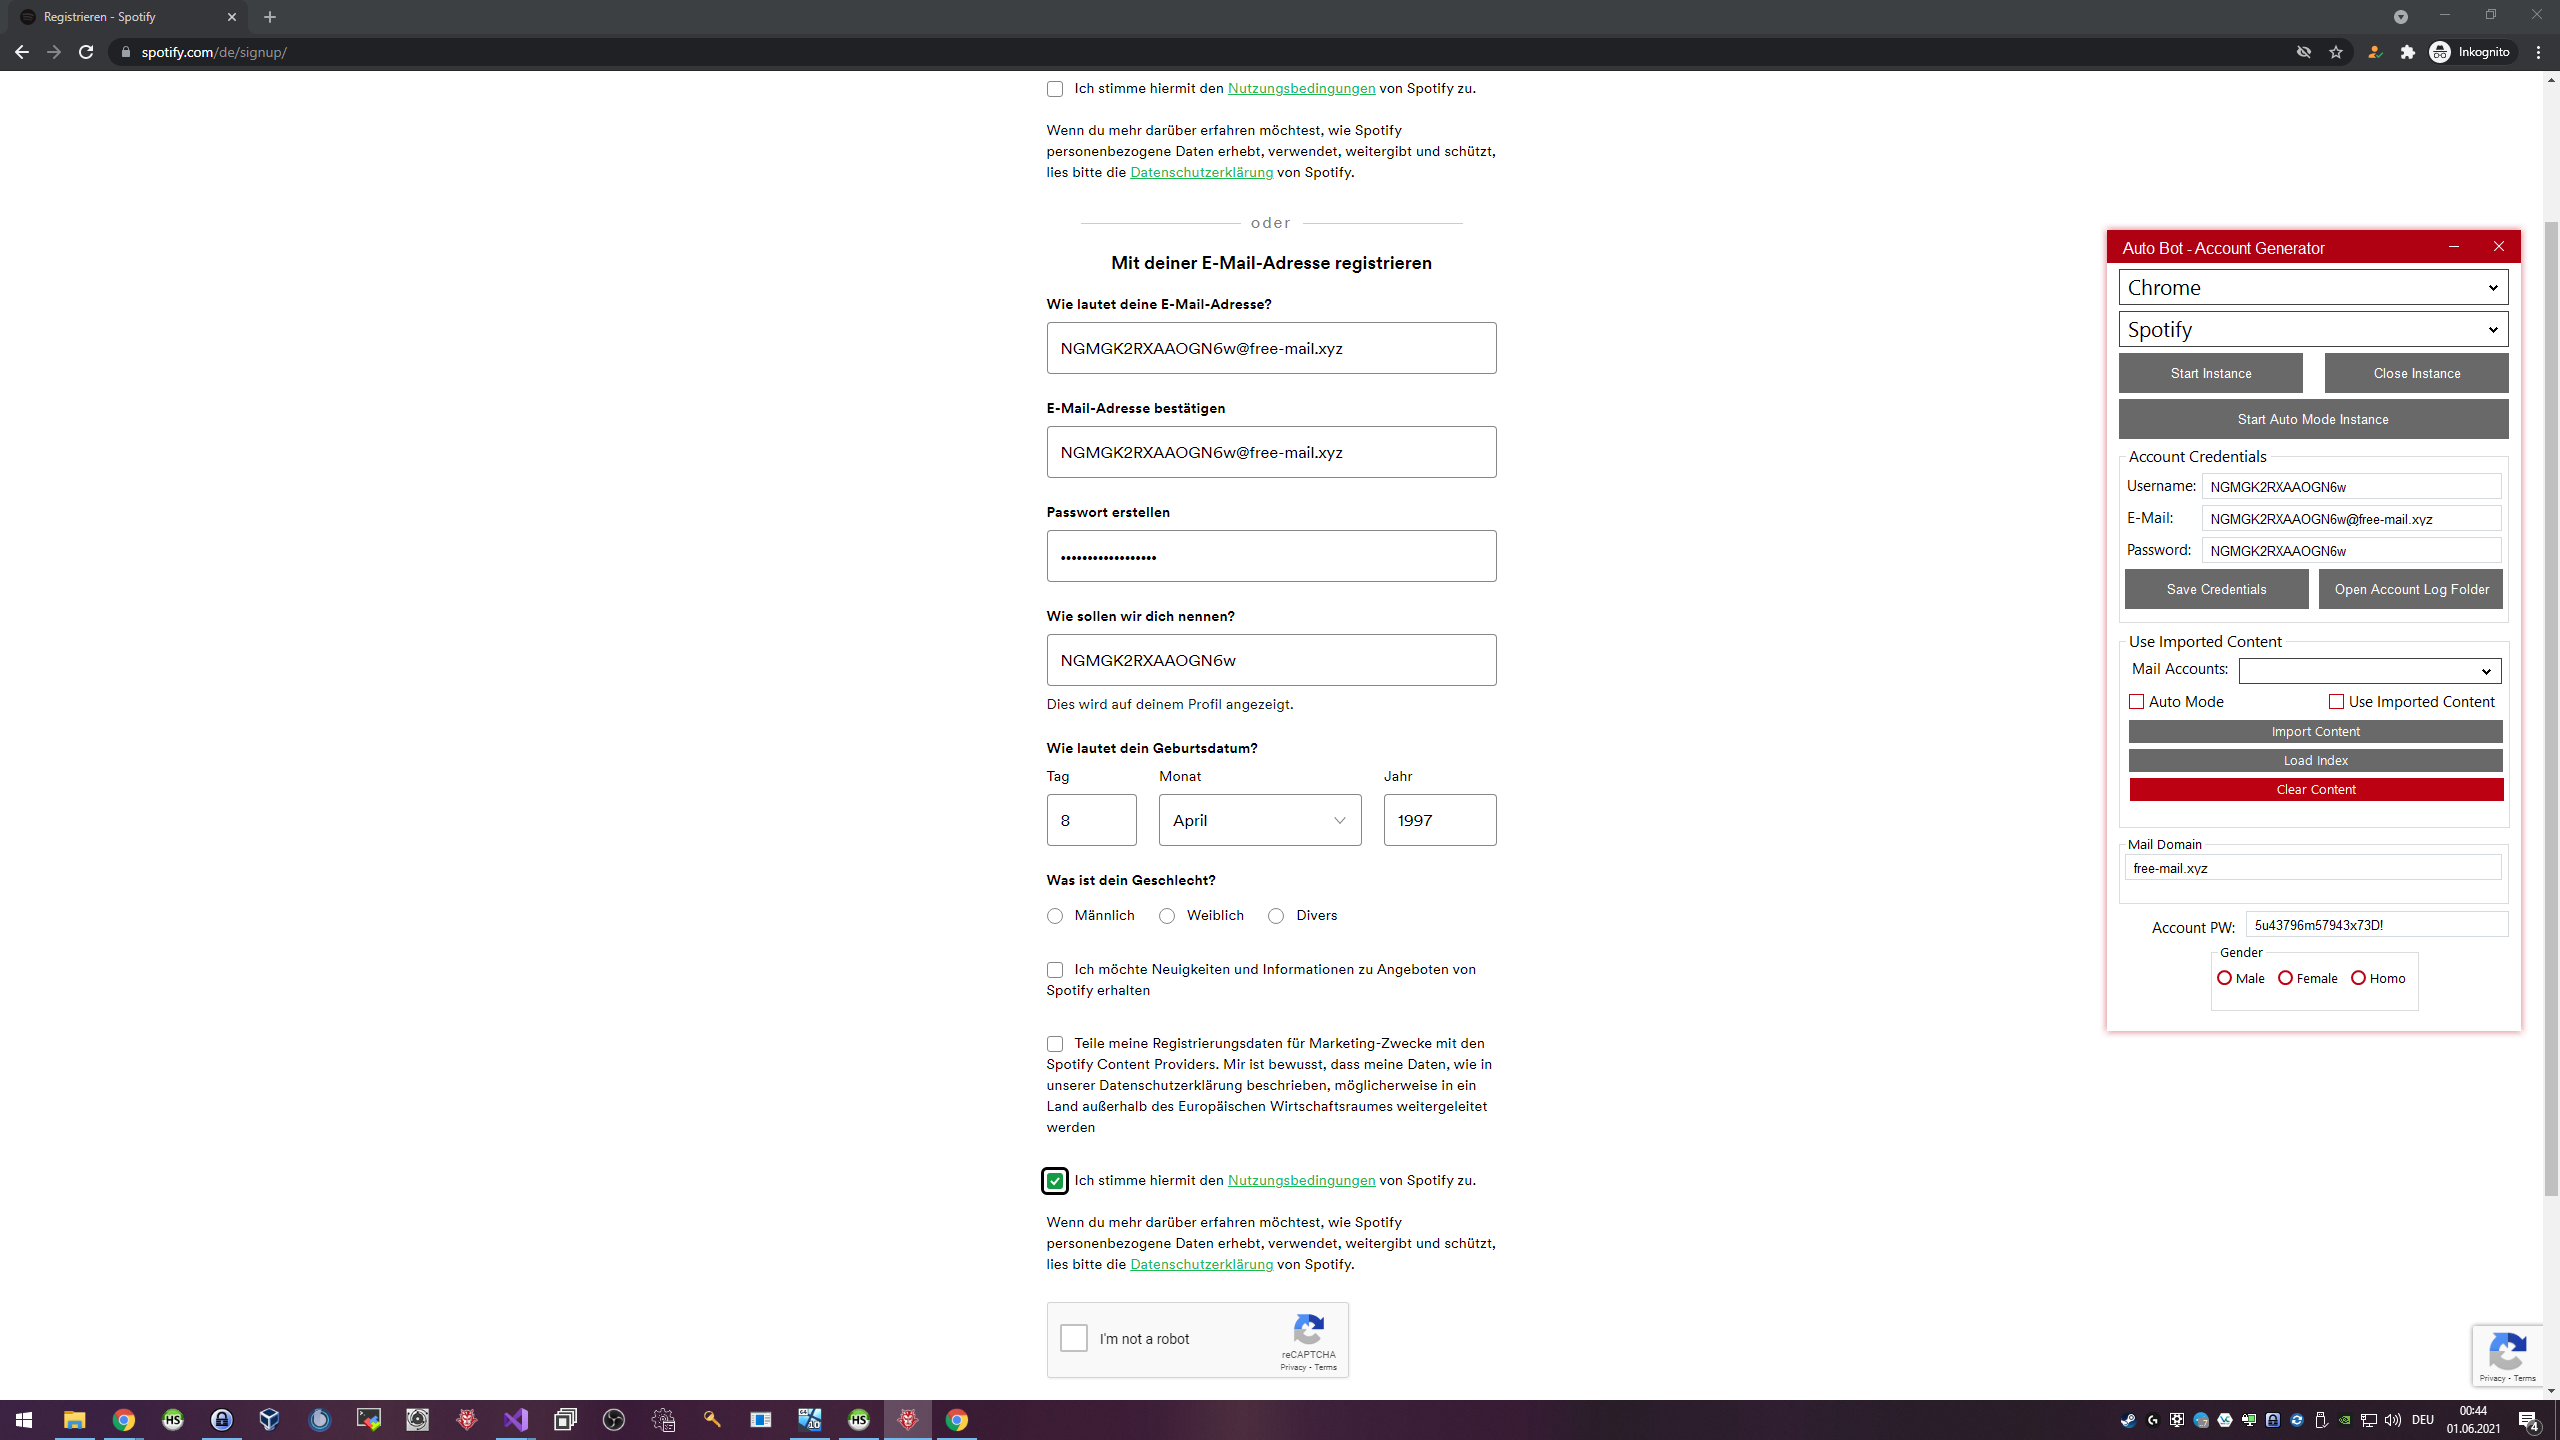 Registrieren - Spotify
spotify.com/de/signup/
Inkognito
Ich stimme hiermit den Nutzungsbedingungen von Spotify zu.
Wenn du mehr darüber erfahren möchtest, wie Spotify
personenbezogene Daten erhebt, verwendet, weitergibt und schützt,
lies bitte die Datenschutzerklärung von Spotify.
oder
Mit deiner E-Mail-Adresse registrieren
Wie lautet deine E-Mail-Adresse?
NGMGK2RXAAOGN6w@free-mail.xyz
E-Mail-Adresse bestätigen
NGMGK2RXAAOGN6w@free-mail.xyz
Passwort erstellen
••••••••••••••••••
Wie sollen wir dich nennen?
NGMGK2RXAAOGN6w
Dies wird auf deinem Profil angezeigt.
Wie lautet dein Geburtsdatum?
Tag Monat Jahr
8 April 1997
Was ist dein Geschlecht?
Männlich Weiblich Divers
Ich möchte Neuigkeiten und Informationen zu Angeboten von
Spotify erhalten
Teile meine Registrierungsdaten für Marketing-Zwecke mit den
Spotify Content Providers. Mir ist bewusst, dass meine Daten, wie in
unserer Datenschutzerklärung beschrieben, möglicherweise in ein
Land außerhalb des Europäischen Wirtschaftsraumes weitergeleitet
werden
Ich stimme hiermit den Nutzungsbedingungen von Spotify zu.
Wenn du mehr darüber erfahren möchtest, wie Spotify
personenbezogene Daten erhebt, verwendet, weitergibt und schützt,
lies bitte die Datenschutzerklärung von Spotify.
I'm not a robot
reCAPTCHA
Privacy - Terms
Auto Bot - Account Generator
Chrome
Spotify
Start Instance Close Instance
Start Auto Mode Instance
Account Credentials
Username: NGMGK2RXAAOGN6w
E-Mail: NGMGK2RXAAOGN6w@free-mail.xyz
Password: NGMGK2RXAAOGN6w
Save Credentials Open Account Log Folder
Use Imported Content
Mail Accounts:
Auto Mode Use Imported Content
Import Content
Load Index
Clear Content
Mail Domain
free-mail.xyz
Account PW: 5u43796m57943x73D!
Gender
Male Female Homo
Privacy - Terms
HS
HS
DEU
00:44
01.06.2021
4